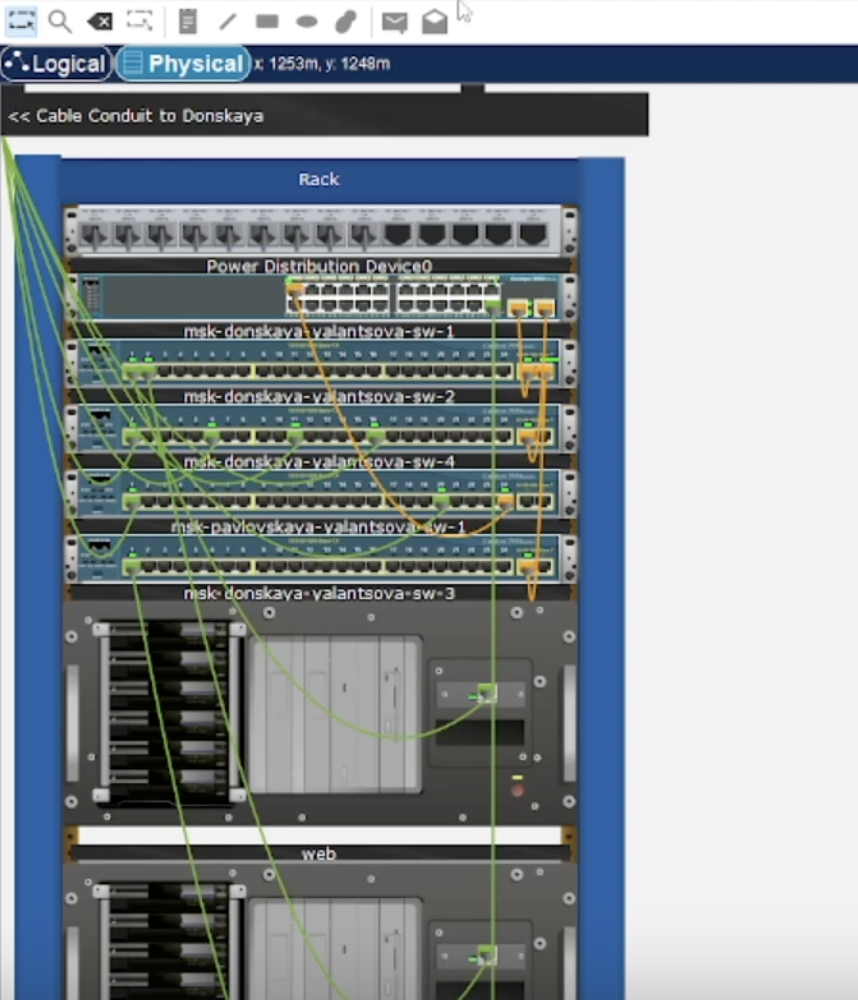 Logical
Physical
x: 1253m, y: 1248m
<< Cable Conduit to Donskaya
Rack
Power Distribution Device0
msk-donskaya-yalantsova-sw-1
msk-donskaya-yalantsova-sw-2
msk-donskaya-yalantsova-sw-4
msk-pavlovskaya-yalantsova-sw-1
msk-donskaya-yalantsova-sw-3
web